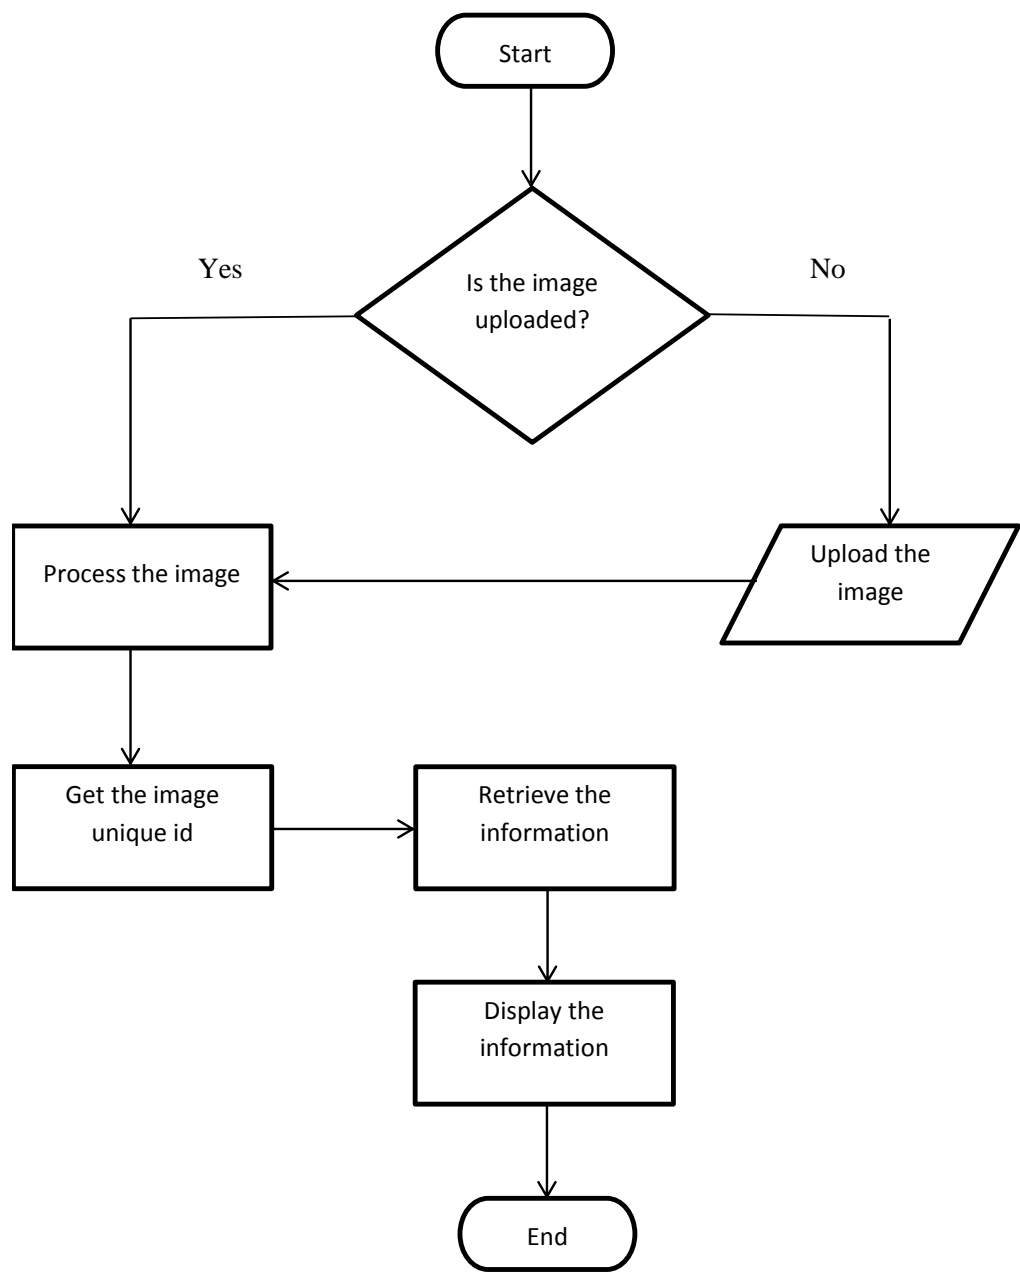 Start
Yes
No
Is the image
uploaded?
Process the image
Upload the
image
Get the image
unique id
Retrieve the
information
Display the
information
End